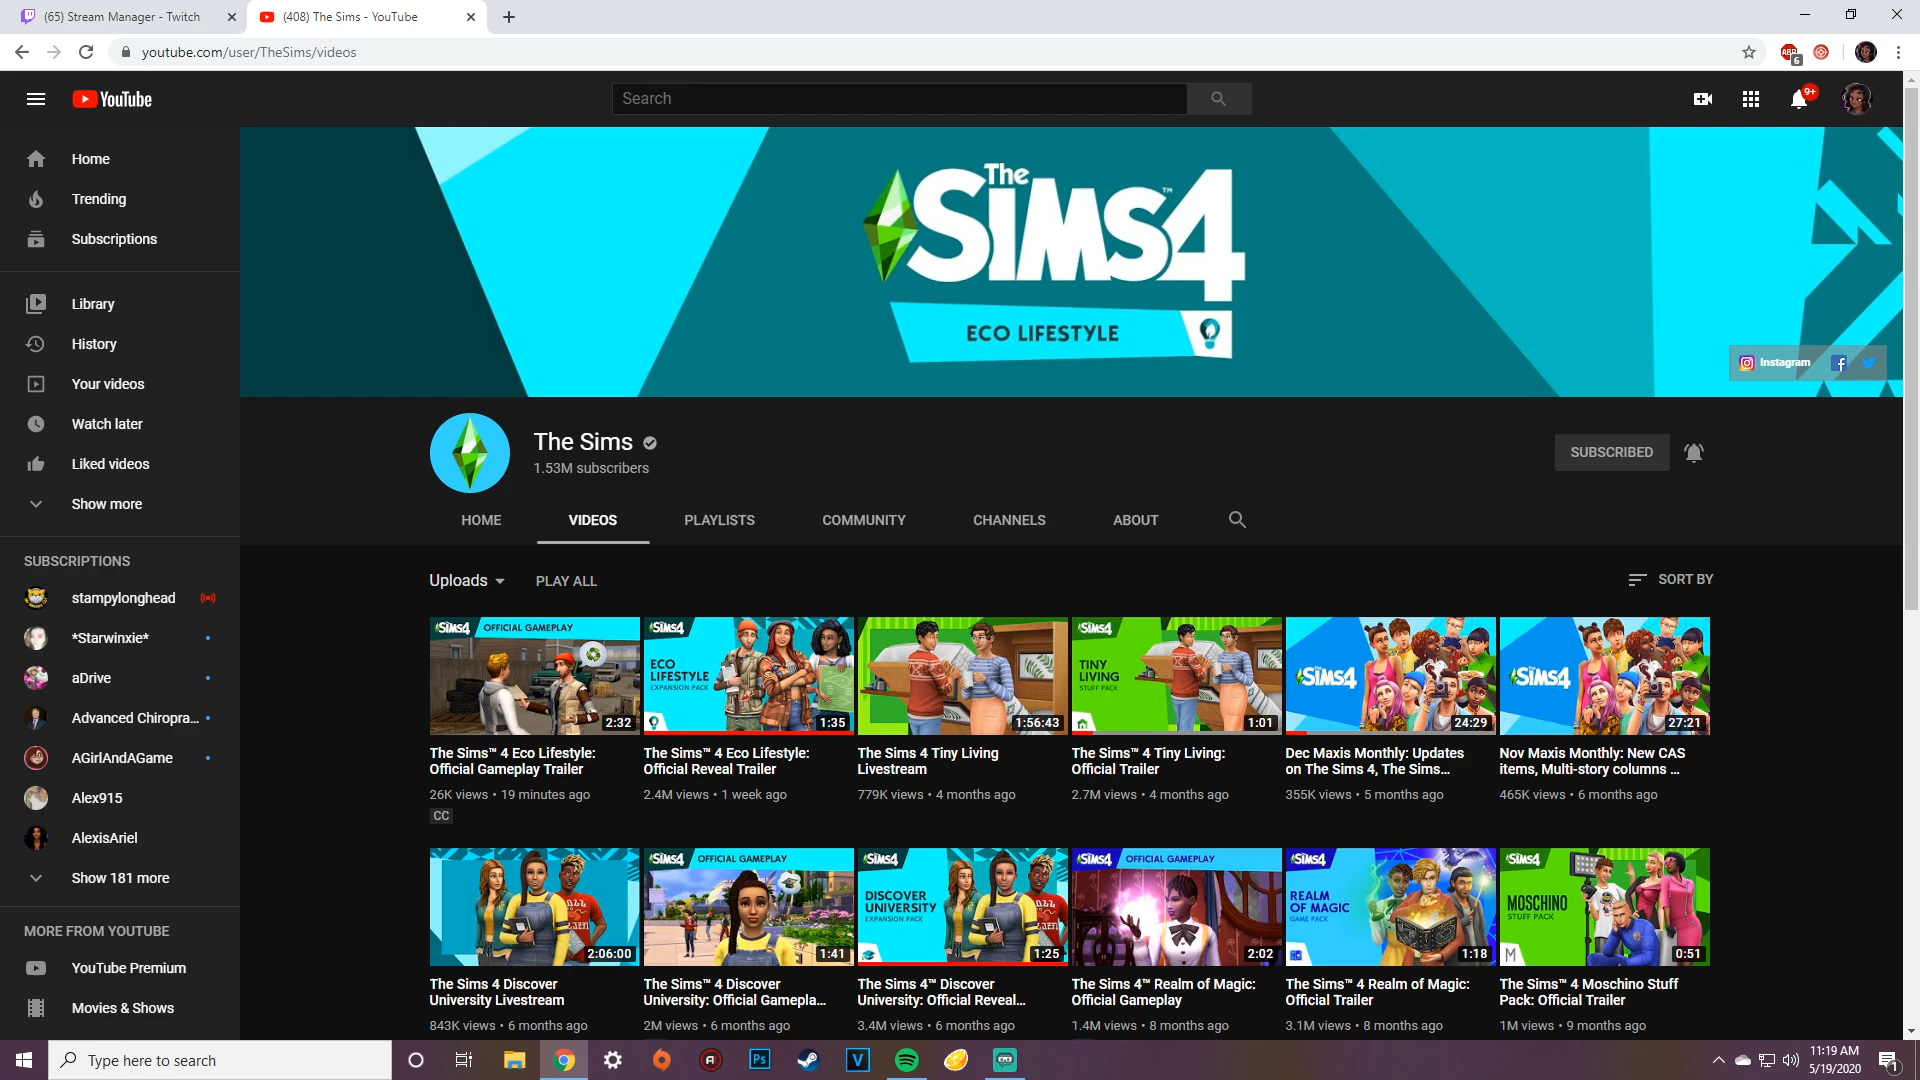 (65) Stream Manager - Twitch
(408) The Sims - YouTube
youtube.com/user/TheSims/videos
ABP
6
YouTube
Search
9+
Home
Trending
Subscriptions
Library
History
Your videos
Watch later
Liked videos
Show more
SUBSCRIPTIONS
stampylonghead
*Starwinxie*
aDrive
Advanced Chiropra...
AGirlAndAGame
Alex915
AlexisAriel
Show 181 more
MORE FROM YOUTUBE
YouTube Premium
Movies & Shows
The
SIMS4™
ECO LIFESTYLE
Instagram
The Sims
1.53M subscribers
SUBSCRIBED
HOME
VIDEOS
PLAYLISTS
COMMUNITY
CHANNELS
ABOUT
Uploads
PLAY ALL
SORT BY
SIMS4 OFFICIAL GAMEPLAY
2:32
The Sims™ 4 Eco Lifestyle:
Official Gameplay Trailer
26K views • 19 minutes ago
CC
SIMS4
ECO
LIFESTYLE
EXPANSION PACK
1:35
The Sims™ 4 Eco Lifestyle:
Official Reveal Trailer
2.4M views • 1 week ago
1:56:43
The Sims 4 Tiny Living
Livestream
779K views • 4 months ago
SIMS4
TINY
LIVING
STUFF PACK
1:01
The Sims™ 4 Tiny Living:
Official Trailer
2.7M views • 4 months ago
SIMS4
24:29
Dec Maxis Monthly: Updates
on The Sims 4, The Sims...
355K views • 5 months ago
SIMS4
27:21
Nov Maxis Monthly: New CAS
items, Multi-story columns ...
465K views • 6 months ago
2:06:00
The Sims 4 Discover
University Livestream
843K views • 6 months ago
SIMS4 OFFICIAL GAMEPLAY
1:41
The Sims™ 4 Discover
University: Official Gamepla...
2M views • 6 months ago
SIMS4
DISCOVER
UNIVERSITY
EXPANSION PACK
1:25
The Sims 4™ Discover
University: Official Reveal...
3.4M views • 6 months ago
SIMS4 OFFICIAL GAMEPLAY
2:02
The Sims 4™ Realm of Magic:
Official Gameplay
1.4M views • 8 months ago
SIMS4
REALM
OF MAGIC
GAME PACK
1:18
The Sims™ 4 Realm of Magic:
Official Trailer
3.1M views • 8 months ago
SIMS4
MOSCHINO
STUFF PACK
M
0:51
The Sims™ 4 Moschino Stuff
Pack: Official Trailer
1M views • 9 months ago
Type here to search
Ps
V
11:19 AM
5/19/2020
1